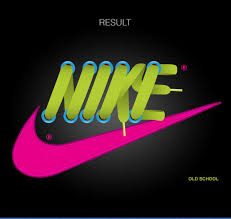 RESULT
NIKE ®
®
OLD SCHOOL